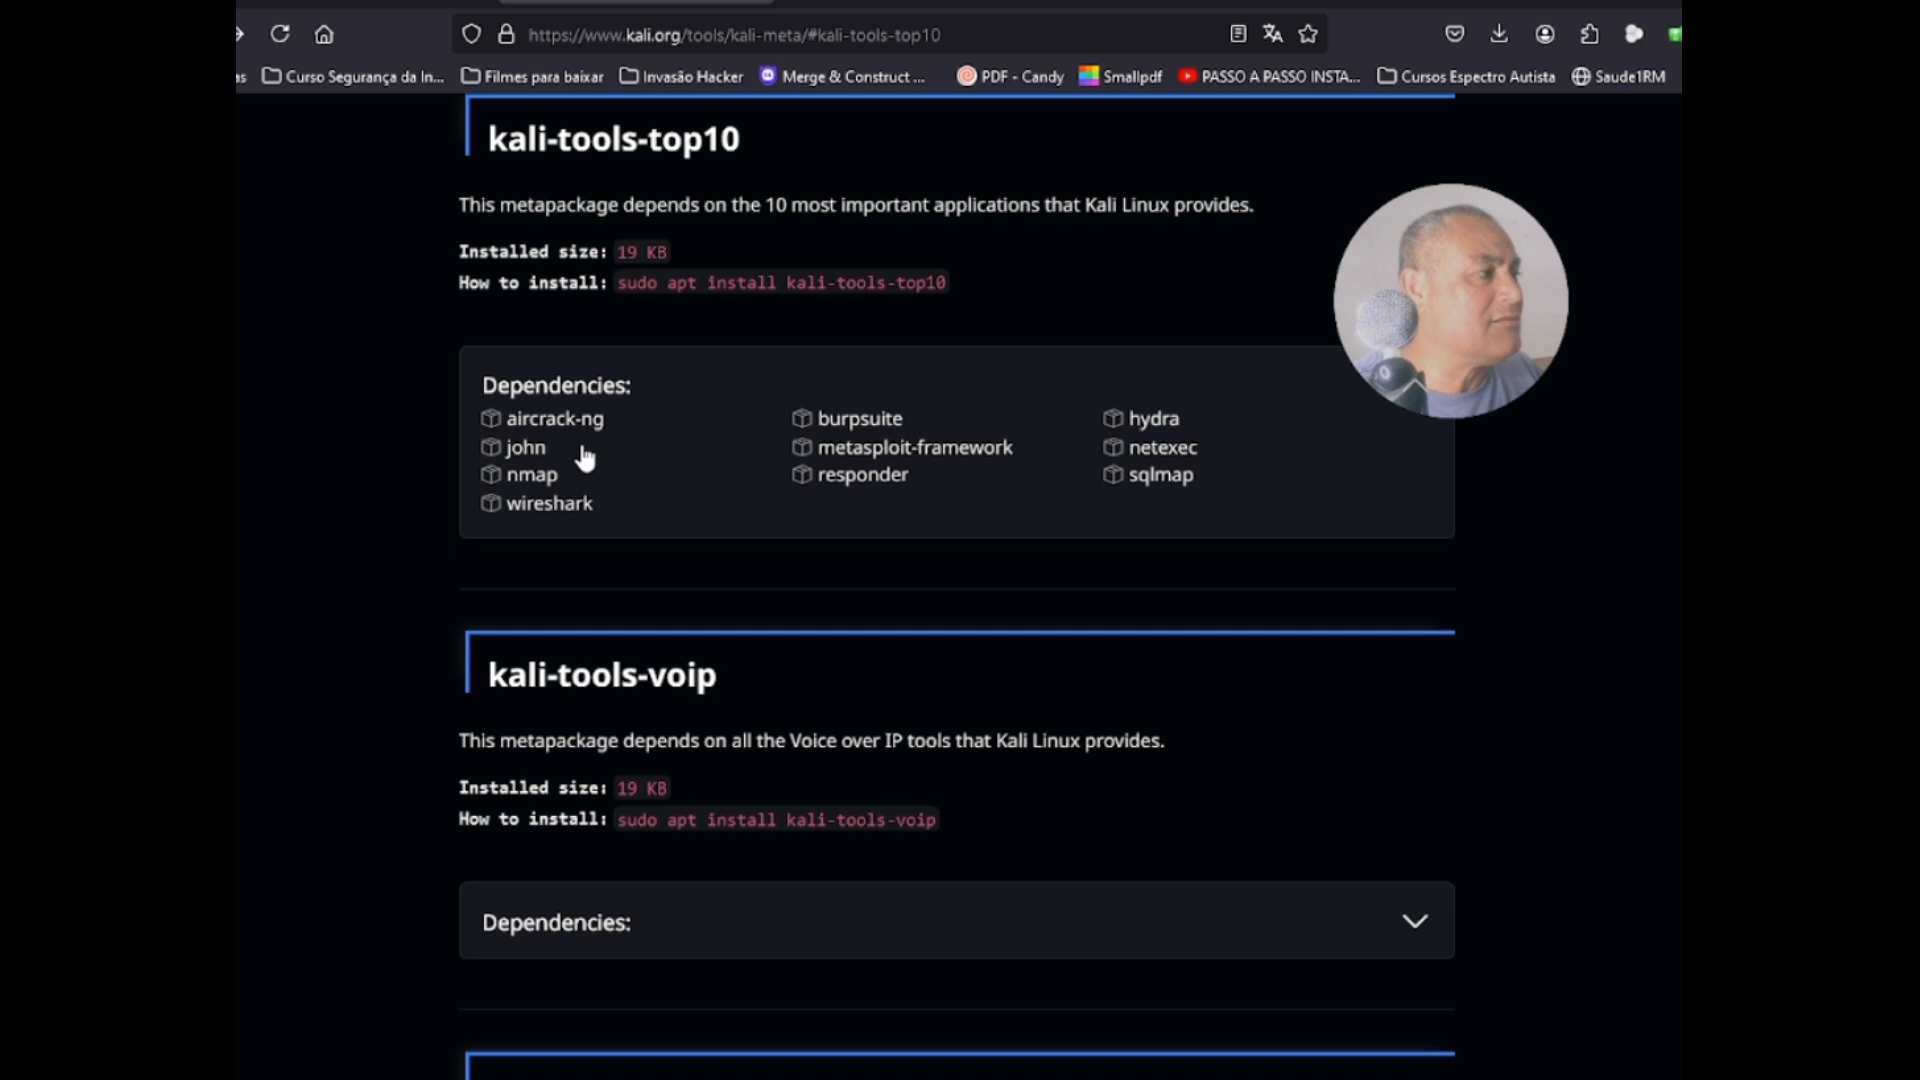 https://www.kali.org/tools/kali-meta/#kali-tools-top10
as Curso Segurança da In... Filmes para baixar Invasão Hacker Merge & Construct ... PDF - Candy Smallpdf PASSO A PASSO INSTA... Cursos Espectro Autista Saude1RM
kali-tools-top10
This metapackage depends on the 10 most important applications that Kali Linux provides.
Installed size: 19 KB
How to install: sudo apt install kali-tools-top10
Dependencies:
aircrack-ng burpsuite hydra
john metasploit-framework netexec
nmap responder sqlmap
wireshark
kali-tools-voip
This metapackage depends on all the Voice over IP tools that Kali Linux provides.
Installed size: 19 KB
How to install: sudo apt install kali-tools-voip
Dependencies: